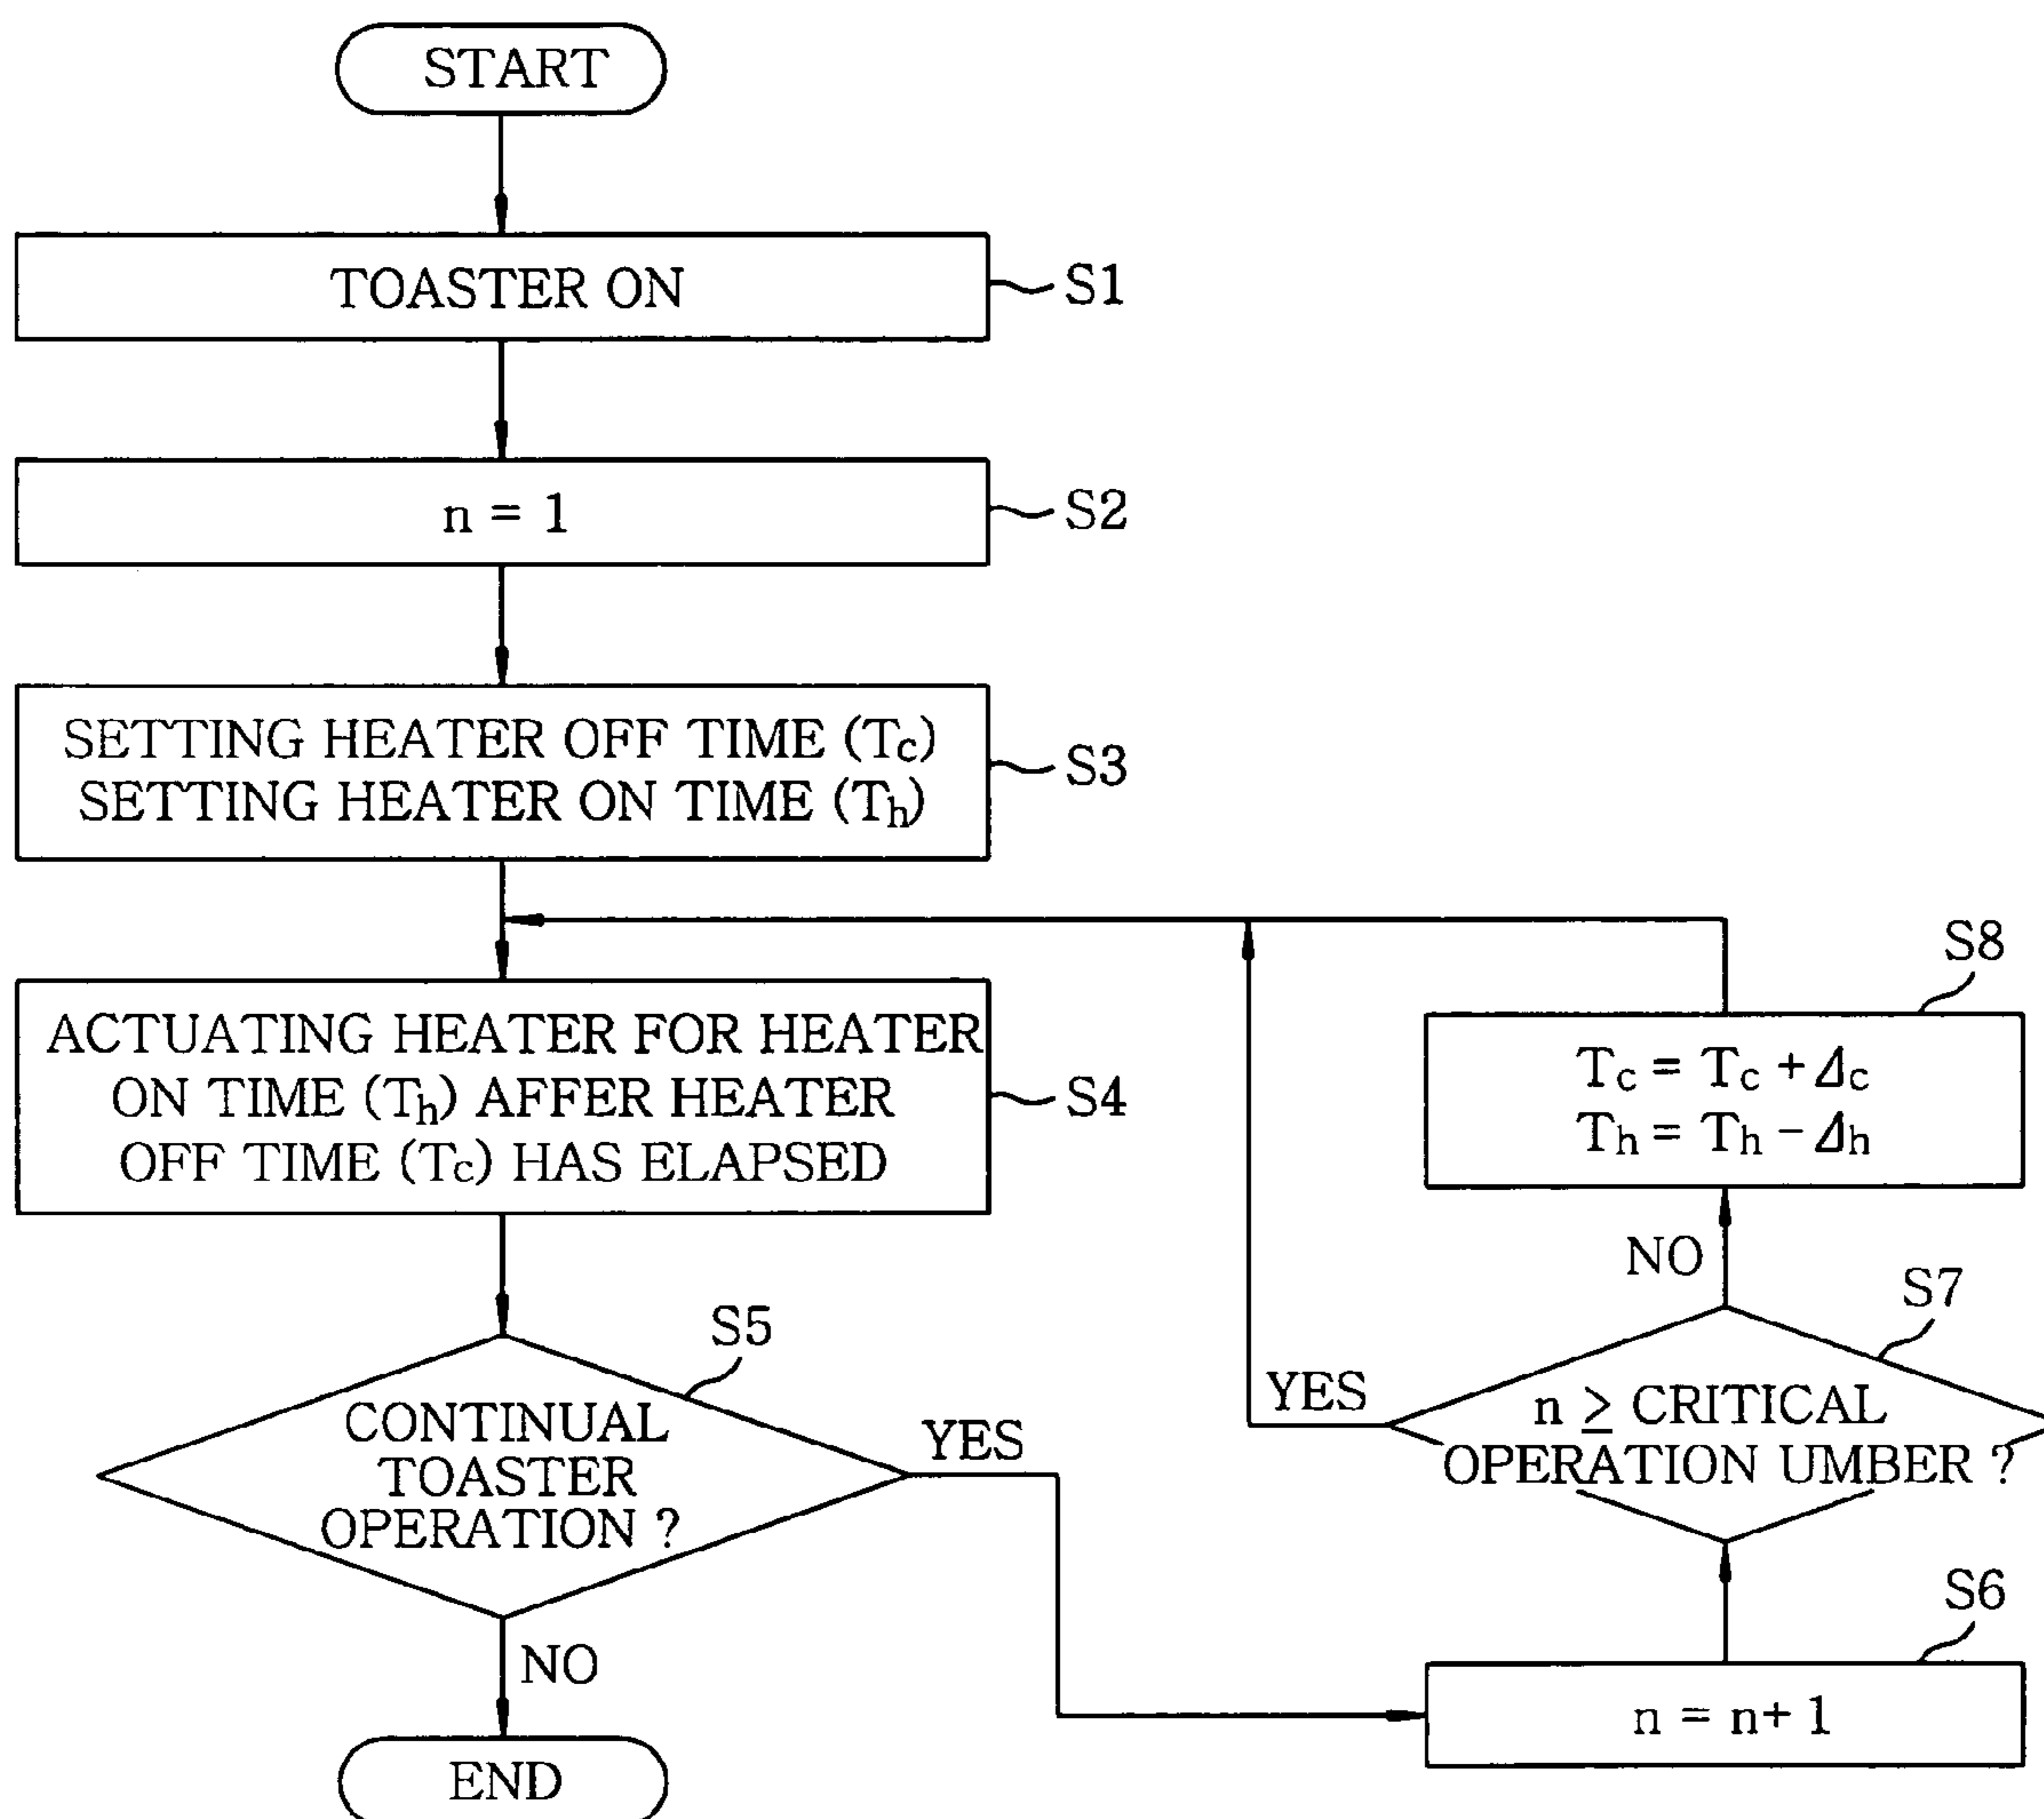 START
TOASTER ON
S1
n = 1
S2
SETTING HEATER OFF TIME (Tc)
SETTING HEATER ON TIME (Th)
S3
ACTUATING HEATER FOR HEATER
ON TIME (Th) AFFER HEATER
OFF TIME (Tc) HAS ELAPSED
S4
S5
CONTINUAL
TOASTER
OPERATION ?
YES
NO
END
S8
Tc = Tc + Δc
Th = Th − Δh
NO
S7
YES
n ≥ CRITICAL
OPERATION UMBER ?
S6
n = n+ 1